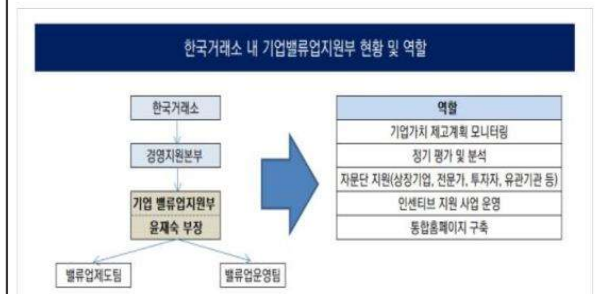 한국거래소 내 기업밸류업지원부 현황 및 역할
한국거래소
경영지원본부
기업 밸류업지원부
윤재숙 부장
밸류업제도팀
밸류업운영팀
역할
기업가치 제고계획 모니터링
정기 평가 및 분석
자문단 지원(상장기업, 전문가, 투자자, 유관기관 등)
인센티브 지원 사업 운영
통합홈페이지 구축